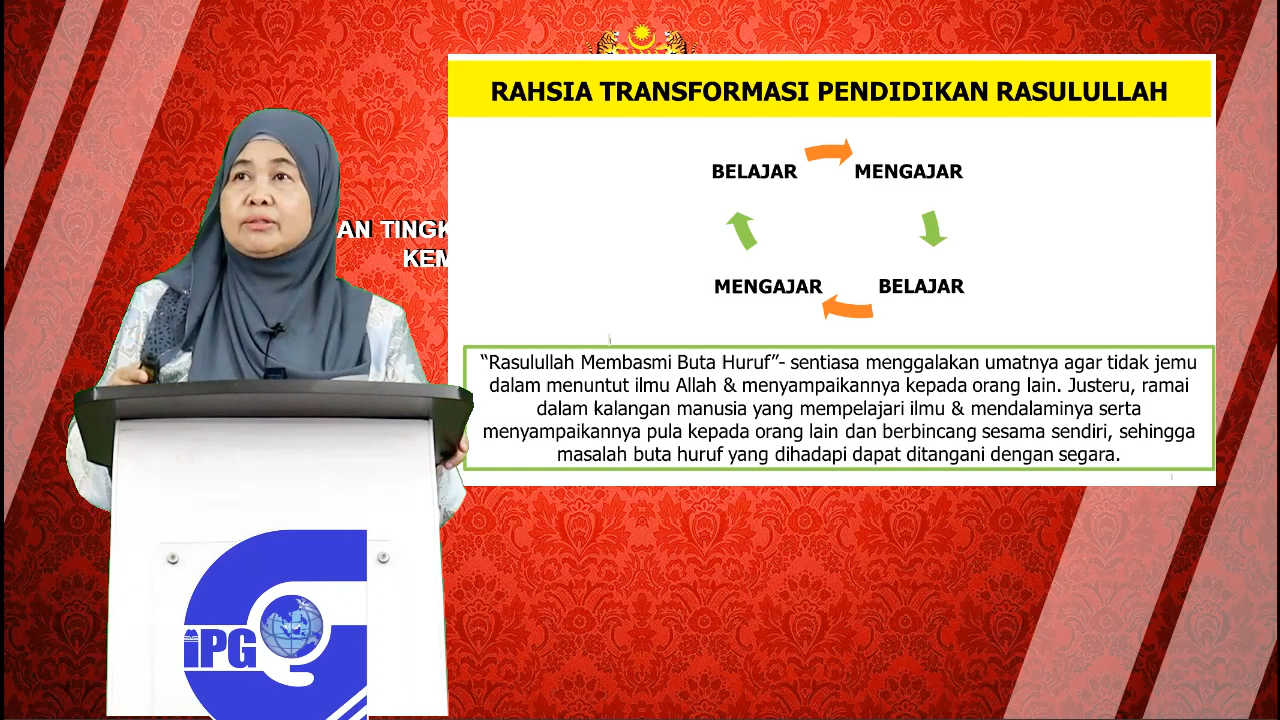 RAHSIA TRANSFORMASI PENDIDIKAN RASULULLAH
BELAJAR
MENGAJAR
MENGAJAR
BELAJAR
AN TINGK
KEM
“Rasulullah Membasmi Buta Huruf”- sentiasa menggalakan umatnya agar tidak jemu
dalam menuntut ilmu Allah & menyampaikannya kepada orang lain. Justeru, ramai
dalam kalangan manusia yang mempelajari ilmu & mendalaminya serta
menyampaikannya pula kepada orang lain dan berbincang sesama sendiri, sehingga
masalah buta huruf yang dihadapi dapat ditangani dengan segara.
iPG